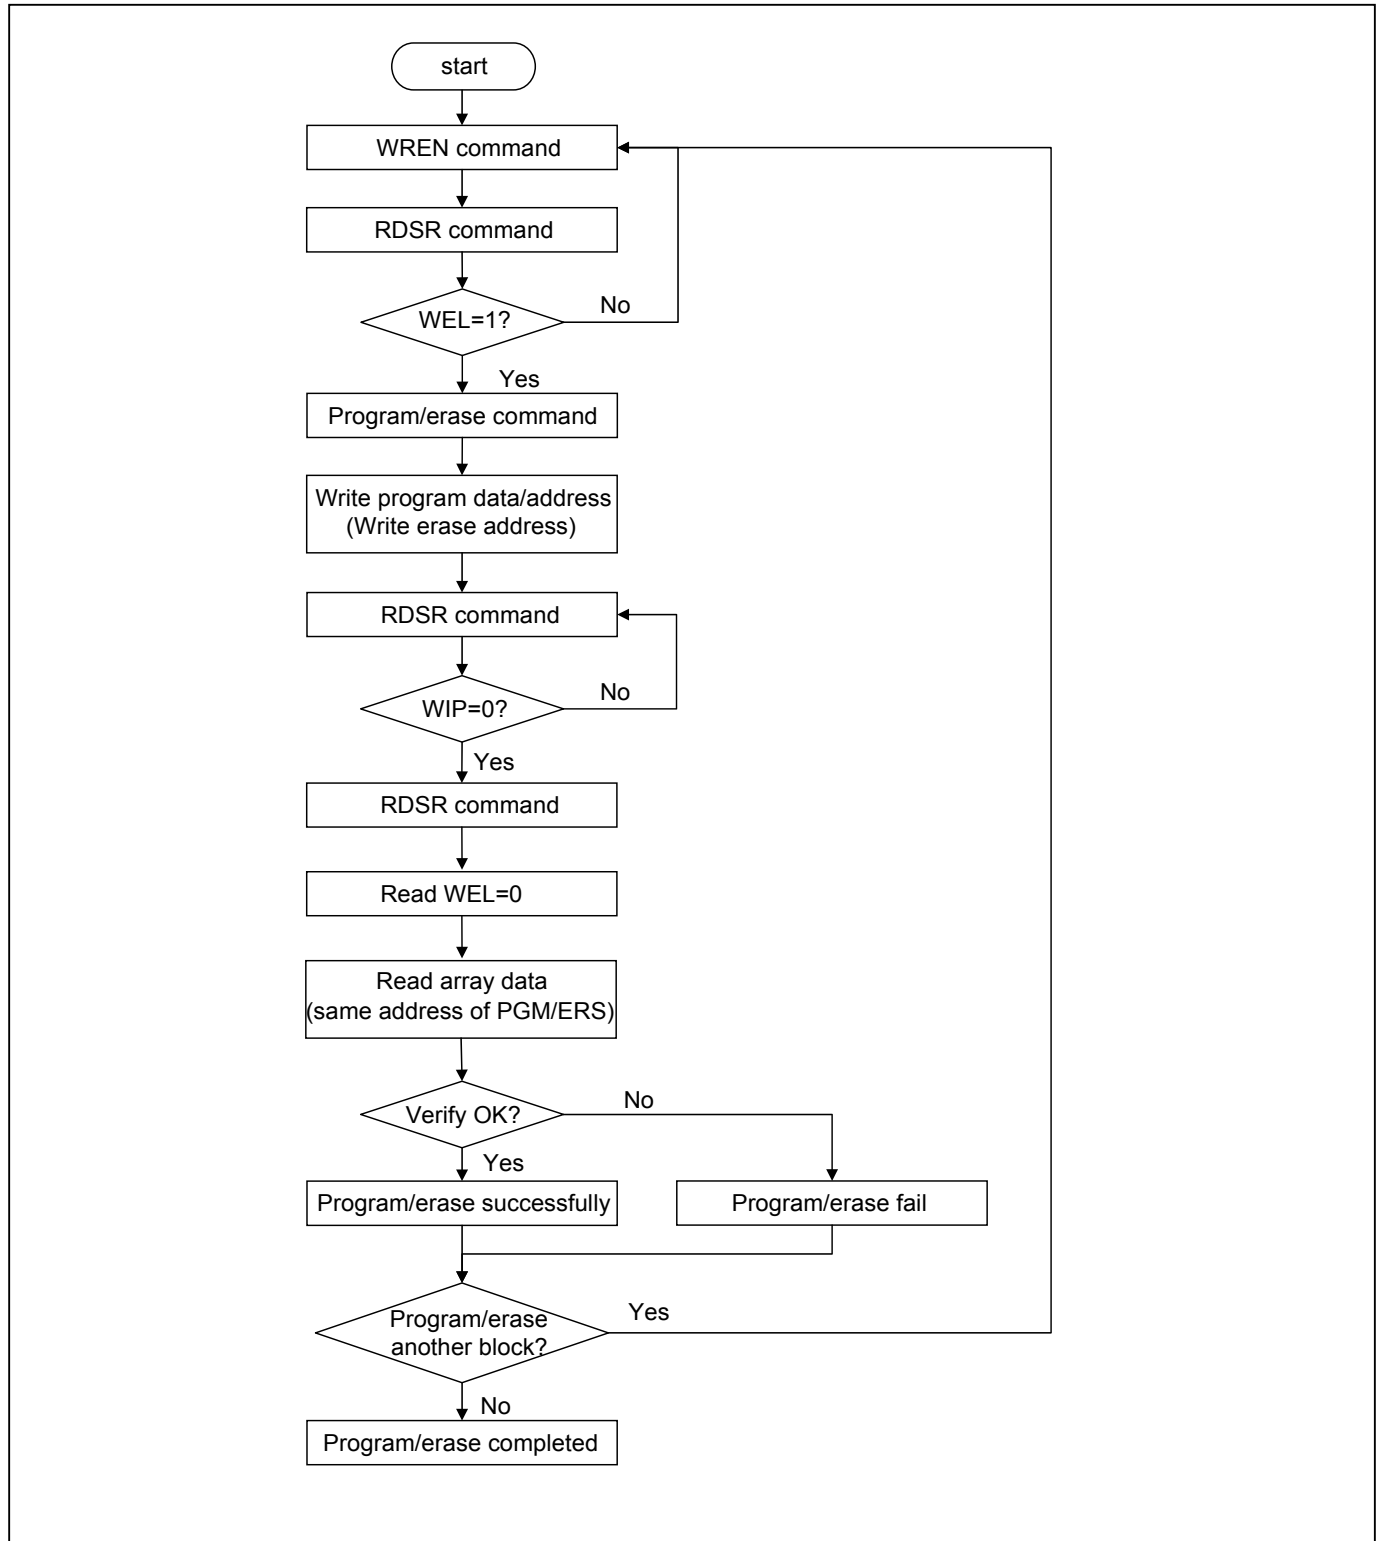 start
WREN command
RDSR command
WEL=1?
No
Yes
Program/erase command
Write program data/address
(Write erase address)
RDSR command
WIP=0?
No
Yes
RDSR command
Read WEL=0
Read array data
(same address of PGM/ERS)
Verify OK?
No
Yes
Program/erase successfully
Program/erase fail
Program/erase
another block?
Yes
No
Program/erase completed